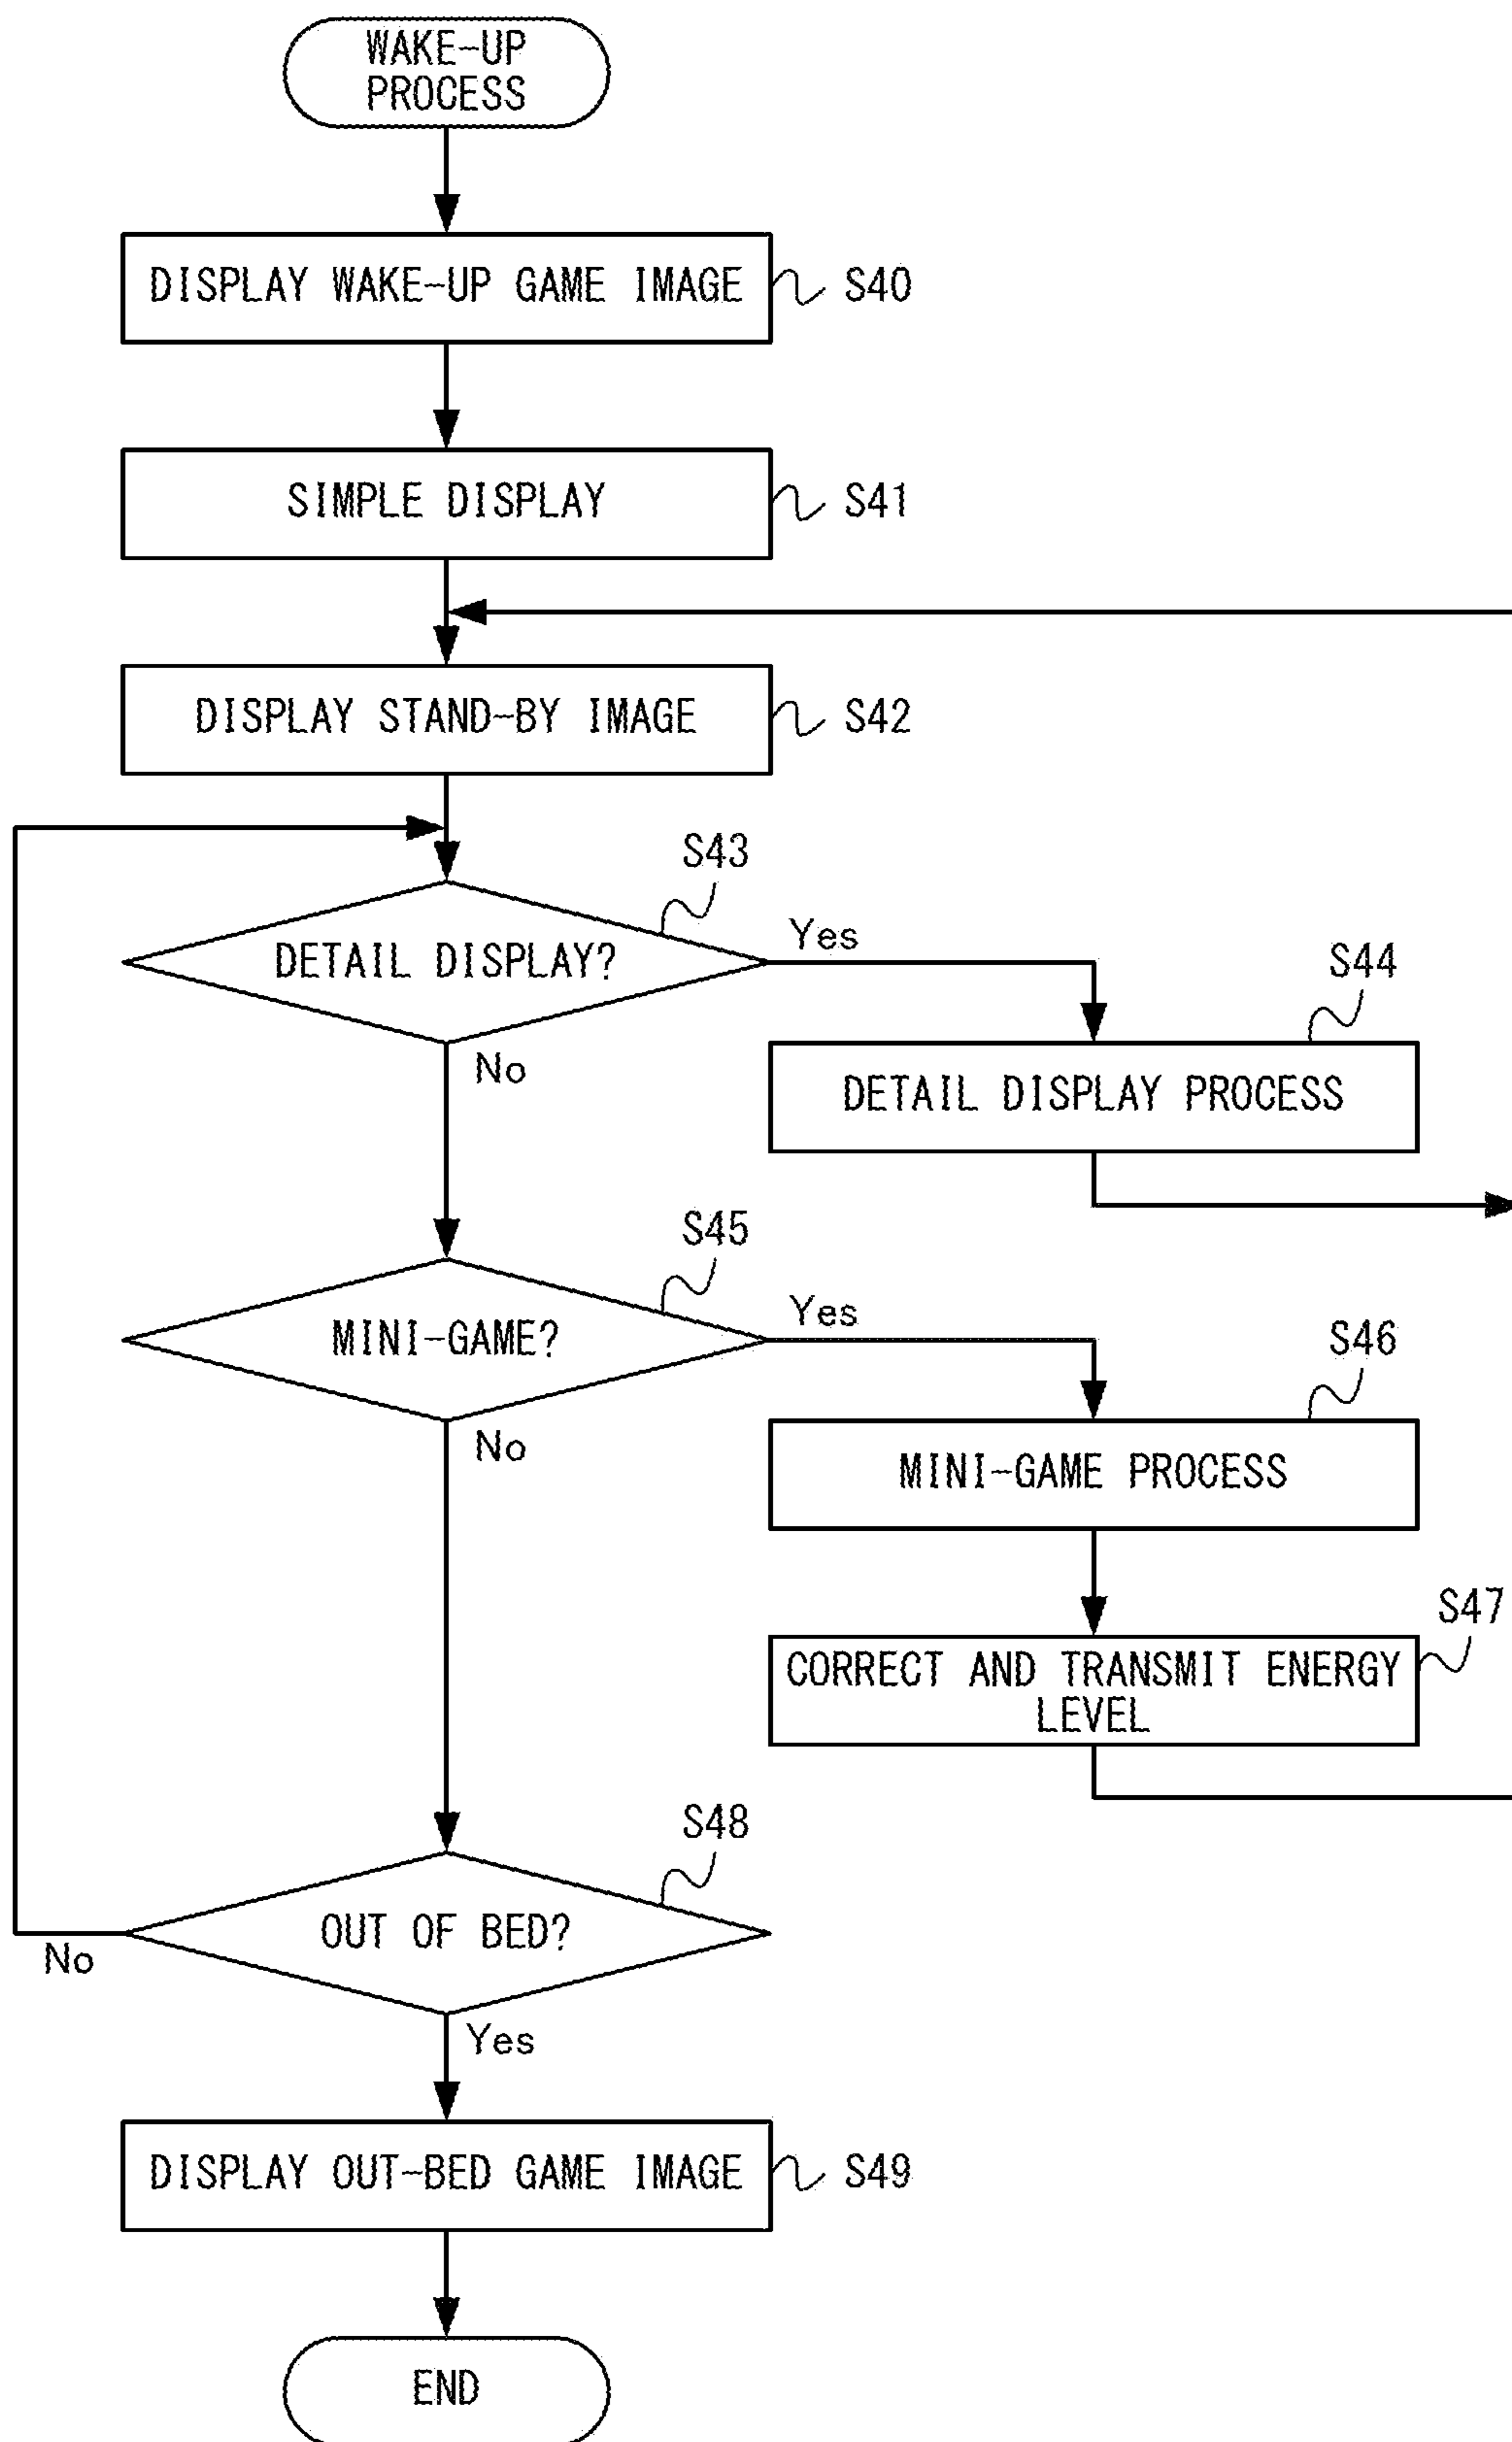 WAKE-UP
PROCESS
DISPLAY WAKE-UP GAME IMAGE
S40
SIMPLE DISPLAY
S41
DISPLAY STAND-BY IMAGE
S42
S43
DETAIL DISPLAY?
Yes
No
S44
DETAIL DISPLAY PROCESS
S45
MINI-GAME?
Yes
No
S46
MINI-GAME PROCESS
S47
CORRECT AND TRANSMIT ENERGY
LEVEL
S48
OUT OF BED?
No
Yes
DISPLAY OUT-BED GAME IMAGE
S49
END